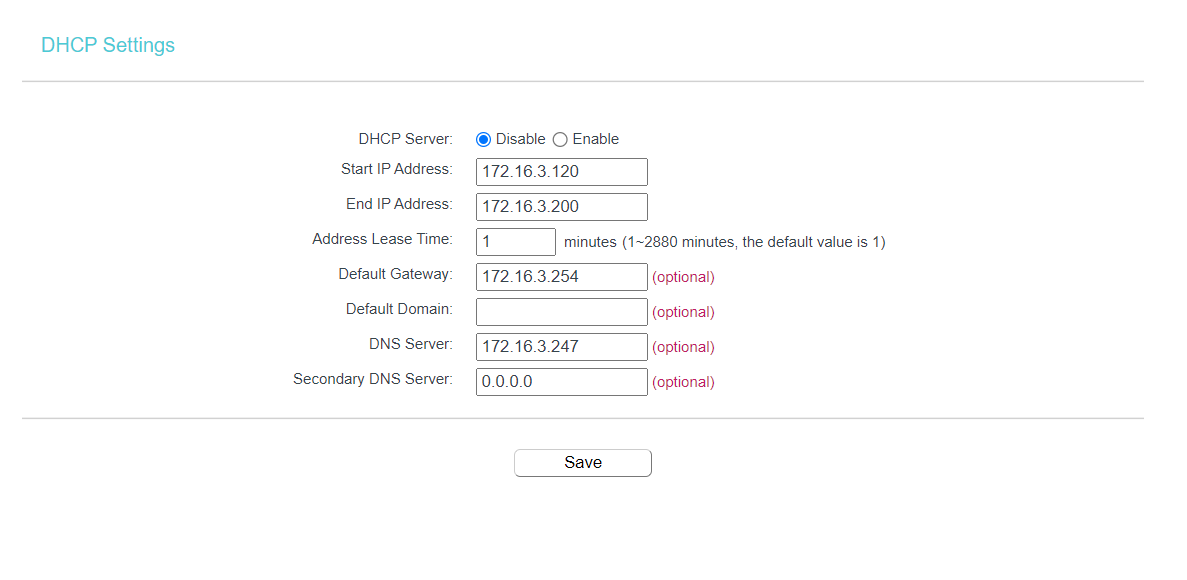 DHCP Settings
DHCP Server: Disable Enable
Start IP Address: 172.16.3.120
End IP Address: 172.16.3.200
Address Lease Time: 1 minutes (1~2880 minutes, the default value is 1)
Default Gateway: 172.16.3.254 (optional)
Default Domain: (optional)
DNS Server: 172.16.3.247 (optional)
Secondary DNS Server: 0.0.0.0 (optional)
Save